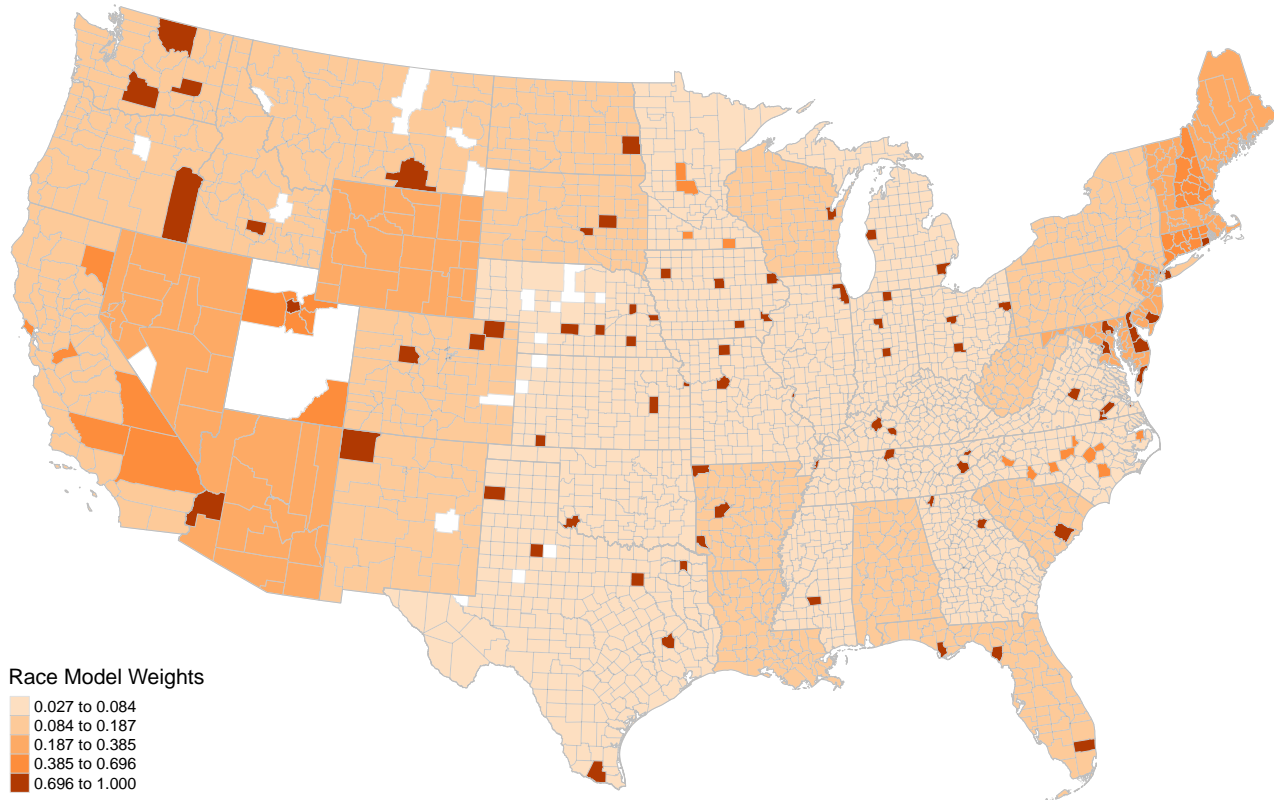 Race Model Weights
0.027 to 0.084
0.084 to 0.187
0.187 to 0.385
0.385 to 0.696
0.696 to 1.000